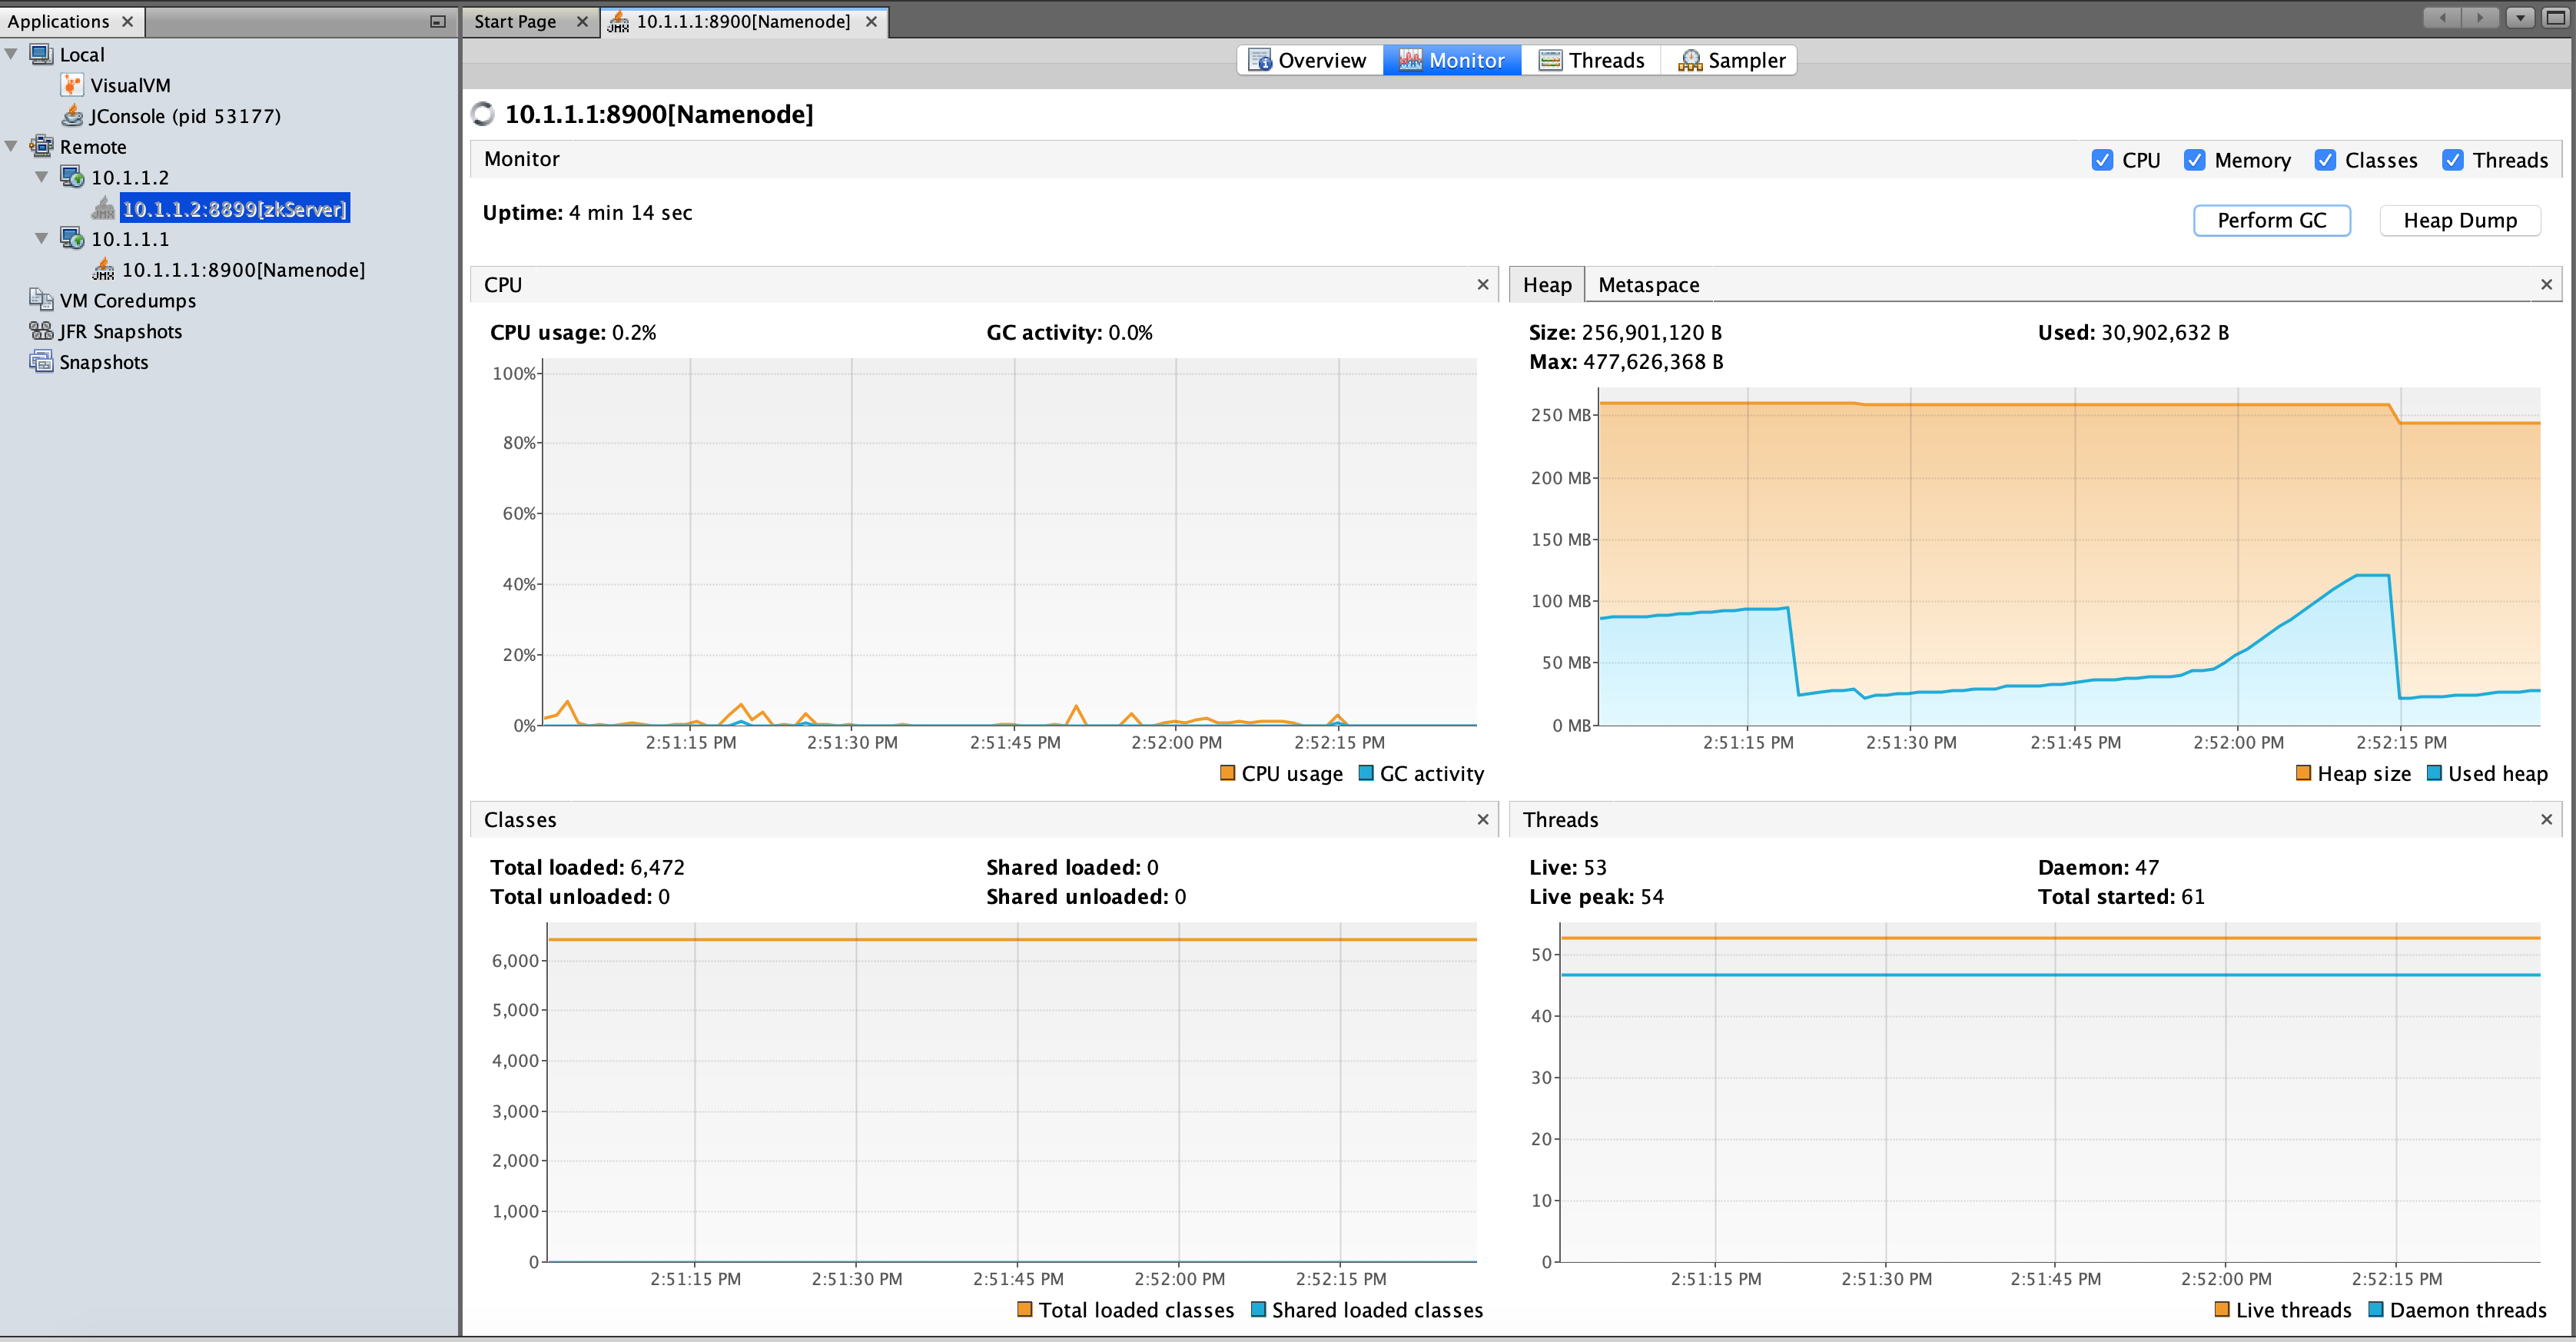 Applications
Start Page
10.1.1.1:8900[Namenode]
Local
VisualVM
JConsole (pid 53177)
Remote
10.1.1.2
10.1.1.2:8899[zkServer]
10.1.1.1
10.1.1.1:8900[Namenode]
VM Coredumps
JFR Snapshots
Snapshots
Overview Monitor Threads Sampler
10.1.1.1:8900[Namenode]
Monitor
CPU Memory Classes Threads
Uptime: 4 min 14 sec
Perform GC Heap Dump
CPU
CPU usage: 0.2% GC activity: 0.0%
100%
80%
60%
40%
20%
0%
2:51:15 PM 2:51:30 PM 2:51:45 PM 2:52:00 PM 2:52:15 PM
CPU usage GC activity
Heap Metaspace
Size: 256,901,120 B Used: 30,902,632 B
Max: 477,626,368 B
250 MB
200 MB
150 MB
100 MB
50 MB
0 MB
2:51:15 PM 2:51:30 PM 2:51:45 PM 2:52:00 PM 2:52:15 PM
Heap size Used heap
Classes
Total loaded: 6,472 Shared loaded: 0
Total unloaded: 0 Shared unloaded: 0
6,000
5,000
4,000
3,000
2,000
1,000
0
2:51:15 PM 2:51:30 PM 2:51:45 PM 2:52:00 PM 2:52:15 PM
Total loaded classes Shared loaded classes
Threads
Live: 53 Daemon: 47
Live peak: 54 Total started: 61
50
40
30
20
10
0
2:51:15 PM 2:51:30 PM 2:51:45 PM 2:52:00 PM 2:52:15 PM
Live threads Daemon threads